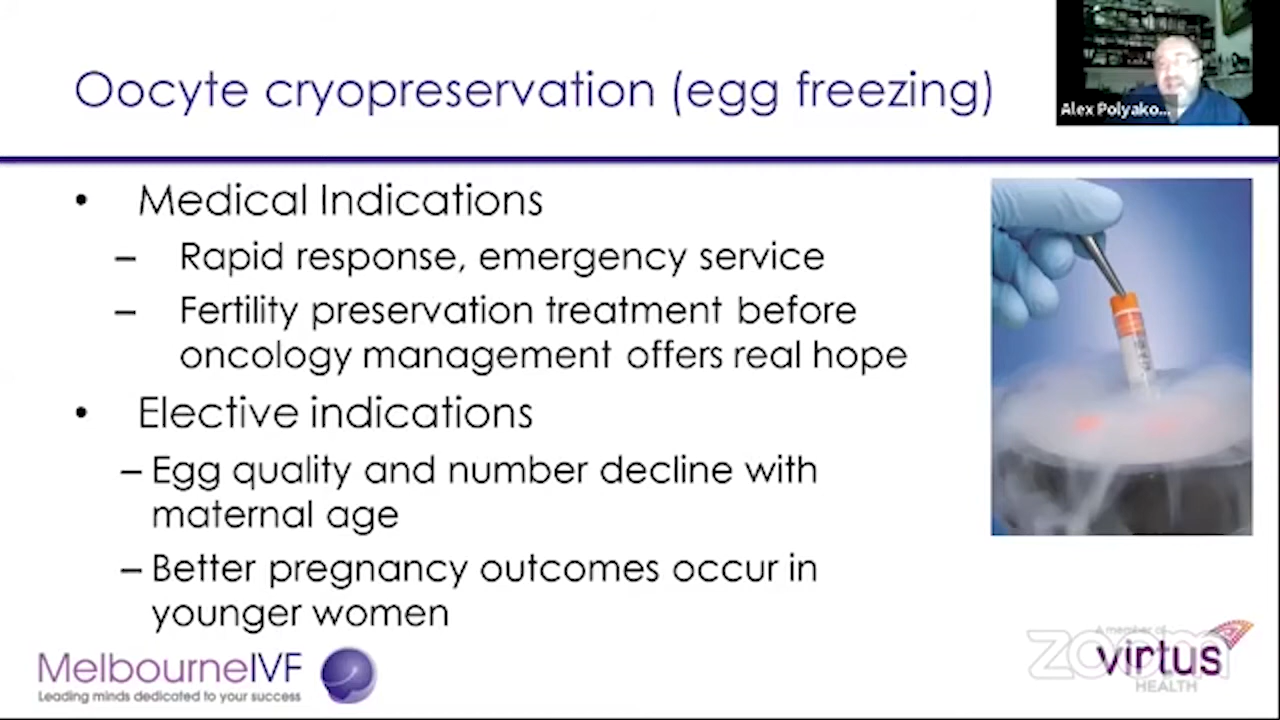 Oocyte cryopreservation (egg freezing)
Alex Polyako...
• Medical Indications
– Rapid response, emergency service
– Fertility preservation treatment before
oncology management offers real hope
• Elective indications
– Egg quality and number decline with
maternal age
– Better pregnancy outcomes occur in
younger women
MelbourneIVF
Leading minds dedicated to your success
A member of
zoom
virtus
HEALTH